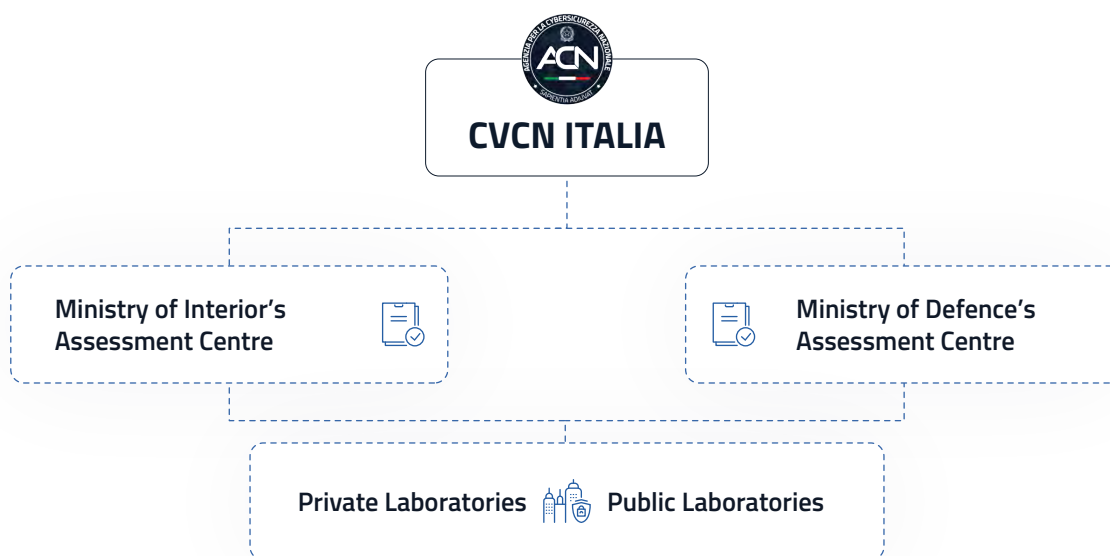 AGENZIA PER LA CYBERSICUREZZA NAZIONALE
ACN
SAPIENTIA ADIUVAT
CVCN ITALIA
Ministry of Interior’s
Assessment Centre
Ministry of Defence’s
Assessment Centre
Private Laboratories
Public Laboratories